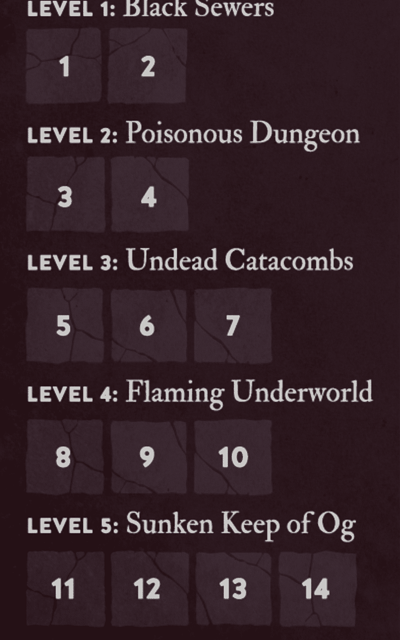 LEVEL 1: Black Sewers
1 2
LEVEL 2: Poisonous Dungeon
3 4
LEVEL 3: Undead Catacombs
5 6 7
LEVEL 4: Flaming Underworld
8 9 10
LEVEL 5: Sunken Keep of Og
11 12 13 14